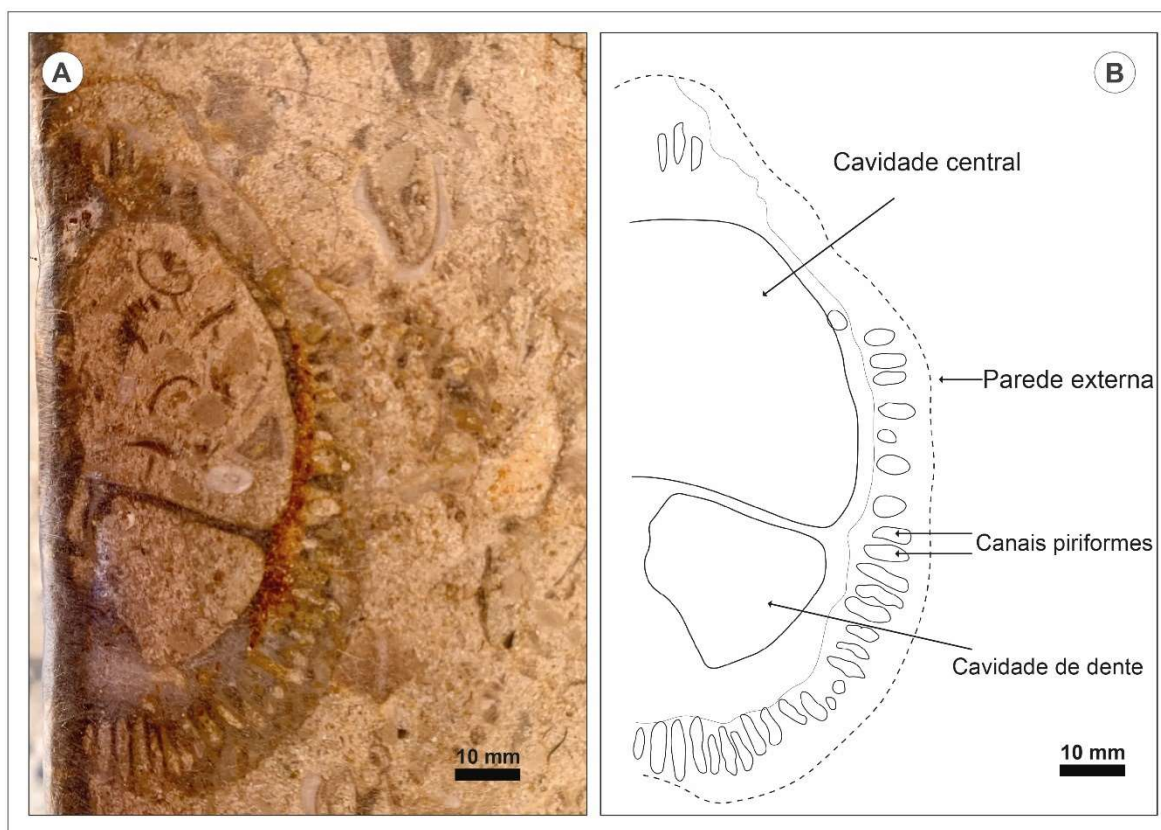 A
B
Cavidade central
Parede externa
Canais piriformes
Cavidade de dente
10 mm
10 mm